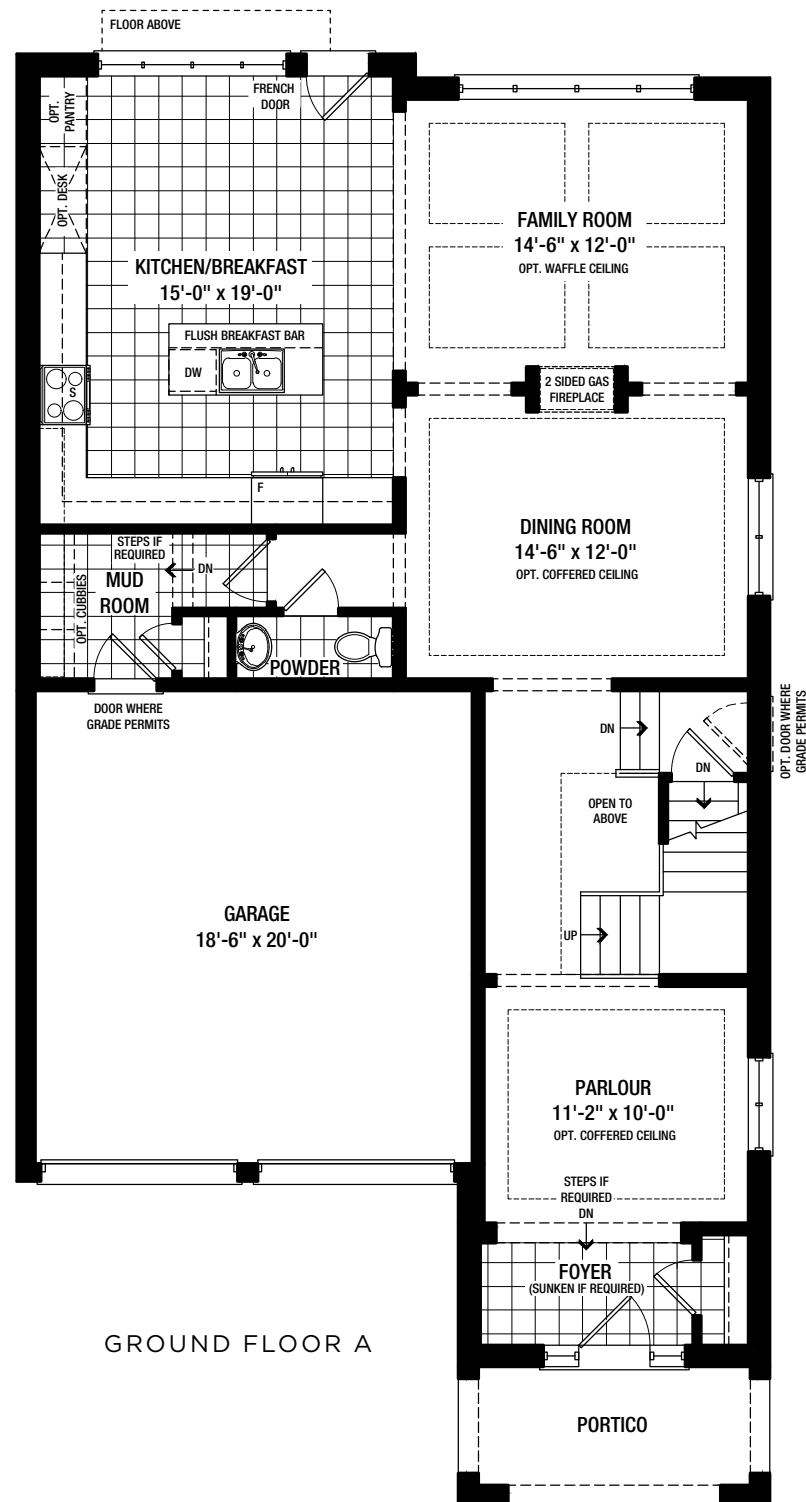 FLOOR ABOVE
FRENCH
DOOR
OPT.
PANTRY
OPT. DESK
KITCHEN/BREAKFAST
15'-0" x 19'-0"
FLUSH BREAKFAST BAR
DW
S
F
FAMILY ROOM
14'-6" x 12'-0"
OPT. WAFFLE CEILING
2 SIDED GAS
FIREPLACE
DINING ROOM
14'-6" x 12'-0"
OPT. COFFERED CEILING
STEPS IF
REQUIRED
DN
MUD
ROOM
OPT. CUBBIES
POWDER
DOOR WHERE
GRADE PERMITS
DN
DN
OPT. DOOR WHERE
GRADE PERMITS
OPEN TO
ABOVE
UP
GARAGE
18'-6" x 20'-0"
PARLOUR
11'-2" x 10'-0"
OPT. COFFERED CEILING
STEPS IF
REQUIRED
DN
FOYER
(SUNKEN IF REQUIRED)
GROUND FLOOR A
PORTICO